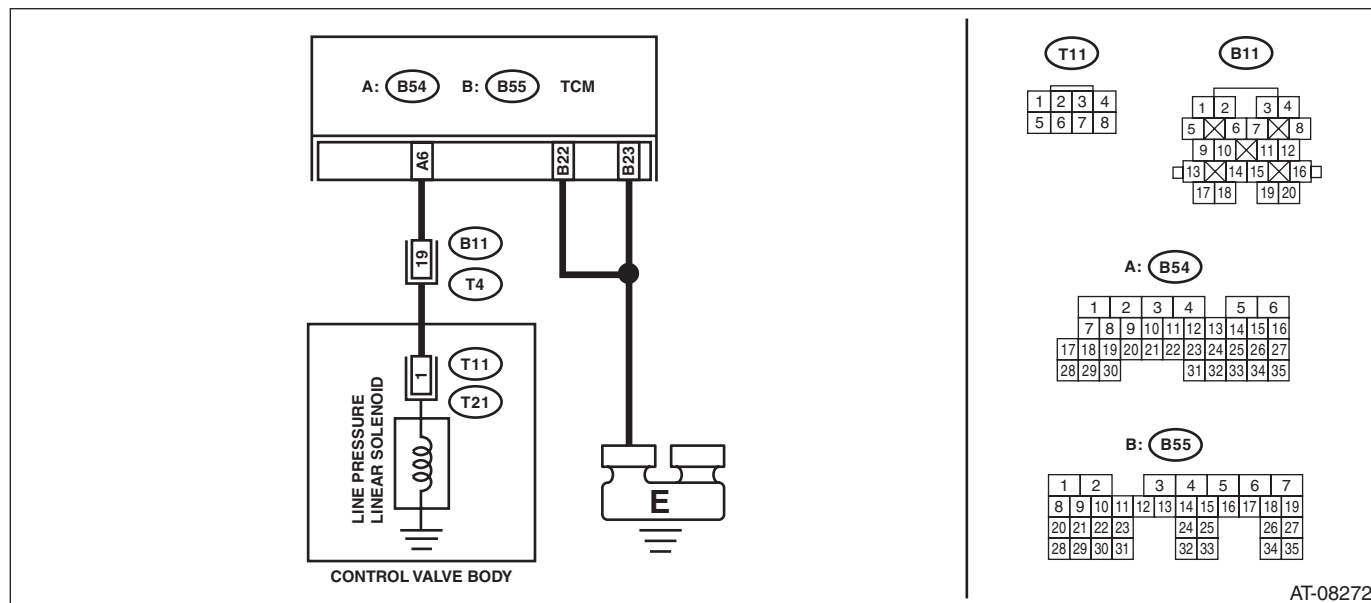 A: B54 B: B55 TCM
A6
B22
B23
19
B11
T4
1
T11
T21
LINE PRESSURE
LINEAR SOLENOID
E
CONTROL VALVE BODY
T11
1 2 3 4
5 6 7 8
B11
1 2 3 4
5 6 7 8
9 10 11 12
13 14 15 16
17 18 19 20
A: B54
1 2 3 4 5 6
7 8 9 10 11 12 13 14 15 16
17 18 19 20 21 22 23 24 25 26 27
28 29 30 31 32 33 34 35
B: B55
1 2 3 4 5 6 7
8 9 10 11 12 13 14 15 16 17 18 19
20 21 22 23 24 25 26 27
28 29 30 31 32 33 34 35
AT-08272